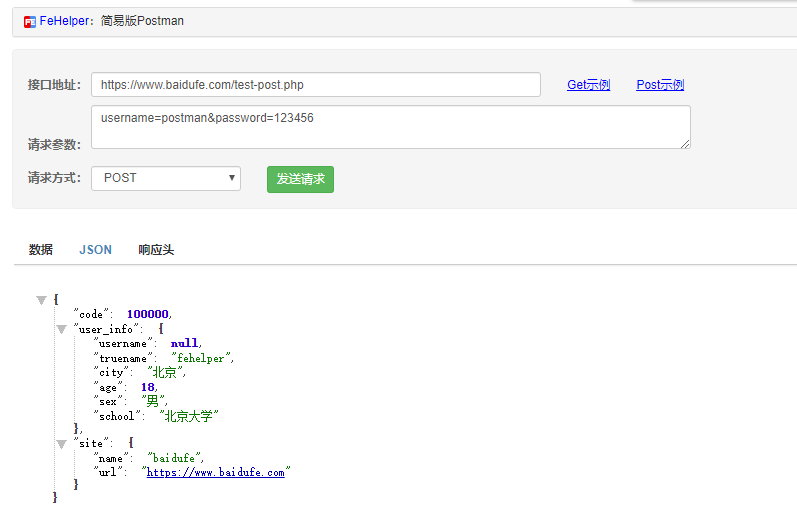 FeHelper：简易版Postman
接口地址： https://www.baidufe.com/test-post.php Get示例 Post示例
请求参数： username=postman&password=123456
请求方式： POST 发送请求
数据 JSON 响应头
{
"code": 100000,
"user_info": {
"username": null,
"truename": "fehelper",
"city": "北京",
"age": 18,
"sex": "男",
"school": "北京大学"
},
"site": {
"name": "baidufe",
"url": "https://www.baidufe.com"
}
}